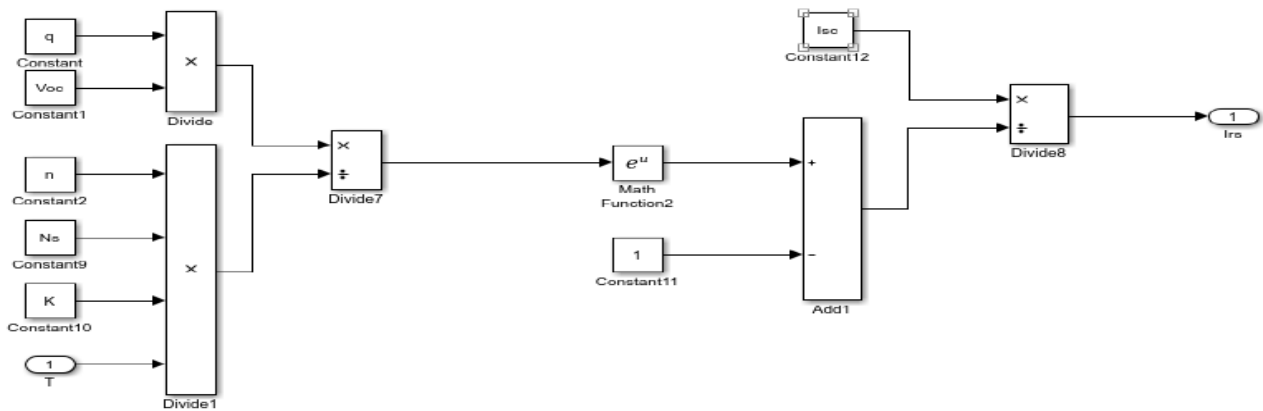 q
Constant
Voc
Constant1
×
Divide
n
Constant2
Ns
Constant9
K
Constant10
1
T
×
Divide1
×
÷
Divide7
e^u
Math
Function2
1
Constant11
+
−
Add1
Isc
Constant12
×
÷
Divide8
1
Irs